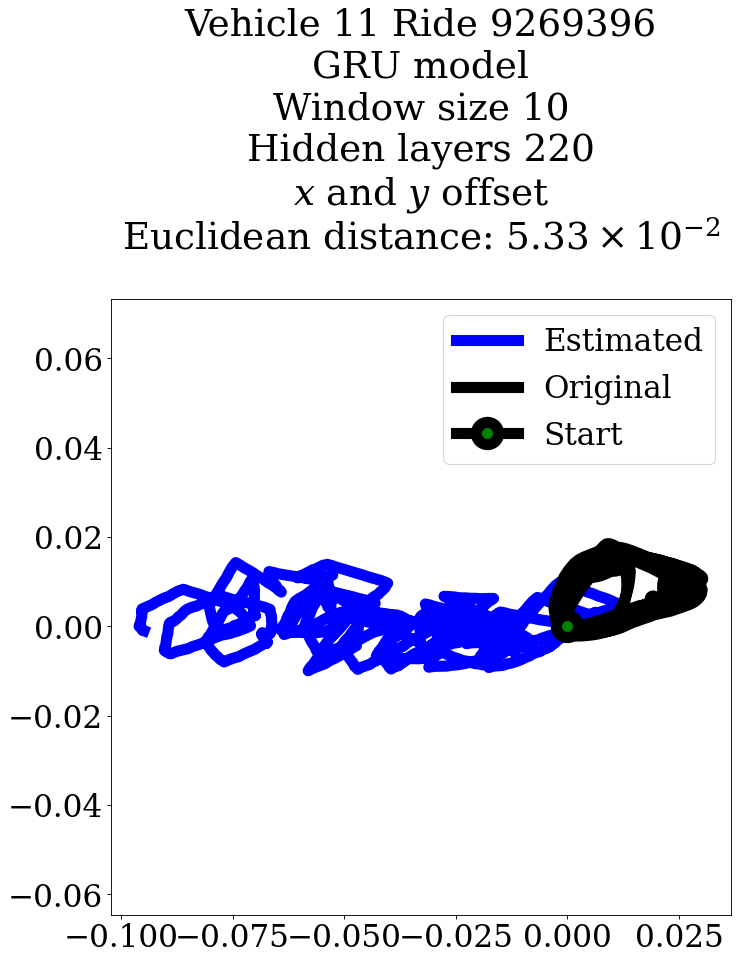 Vehicle 11 Ride 9269396
GRU model
Window size 10
Hidden layers 220
x and y offset
Euclidean distance: 5.33 × 10⁻²
Estimated
Original
Start
0.06
0.04
0.02
0.00
−0.02
−0.04
−0.06
−0.100 −0.075 −0.050 −0.025 0.000 0.025